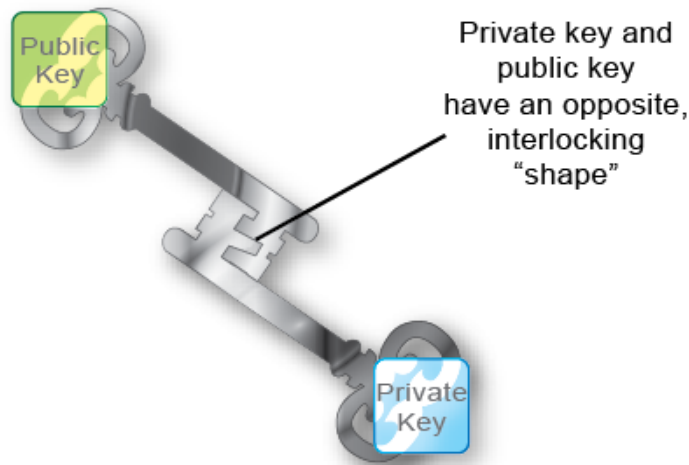 Public
Key
Private key and
public key
have an opposite,
interlocking
“shape”
Private
Key